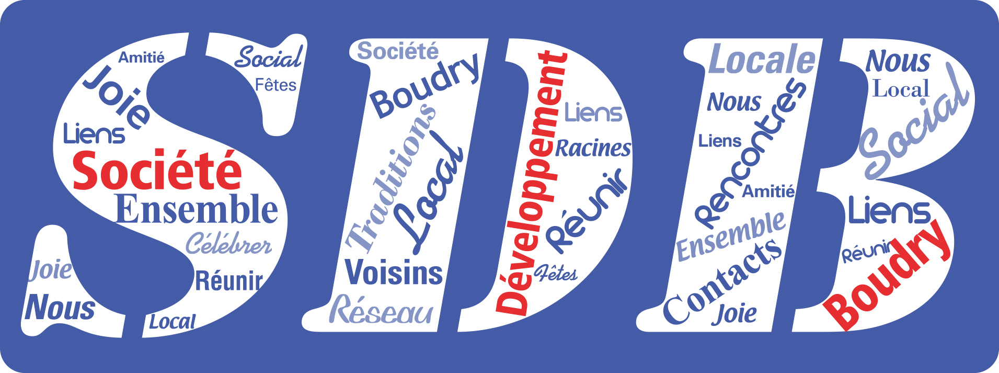 SDB
Amitié
Social
Joie
Fêtes
Liens
Société
Ensemble
Célébrer
Joie
Réunir
Nous
Local
Société
Boudry
Traditions
Local
Voisins
Réseau
Développement
Liens
Racines
Réunir
Fêtes
Locale
Nous
Rencontres
Liens
Amitié
Ensemble
Contacts
Joie
Nous
Local
Social
Liens
Réunir
Boudry